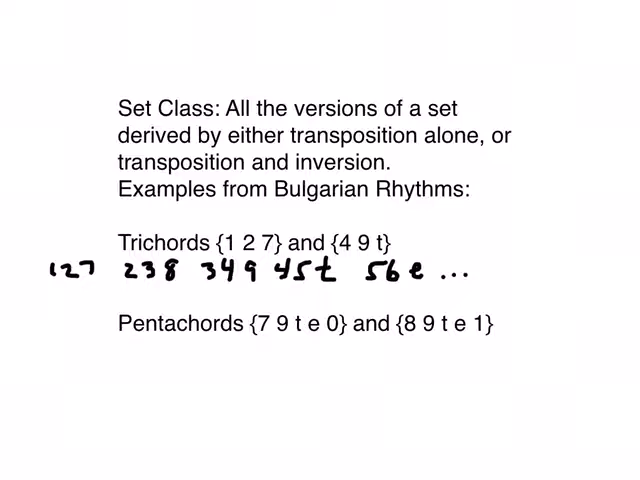 Set Class: All the versions of a set
derived by either transposition alone, or
transposition and inversion.
Examples from Bulgarian Rhythms:
Trichords {1 2 7} and {4 9 t}
127 238 349 45t 56e ...
Pentachords {7 9 t e 0} and {8 9 t e 1}